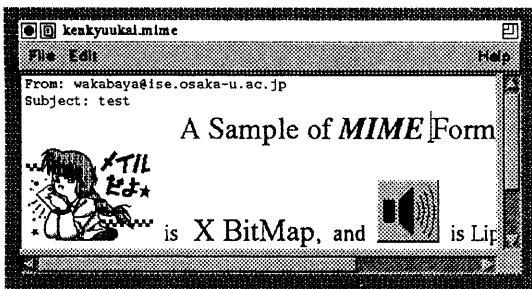 kenkyuukai.mime
File Edit Help
From: wakabaya@ise.osaka-u.ac.jp
Subject: test
A Sample of MIME Form
メイル
だよ★
is X BitMap, and is Lip